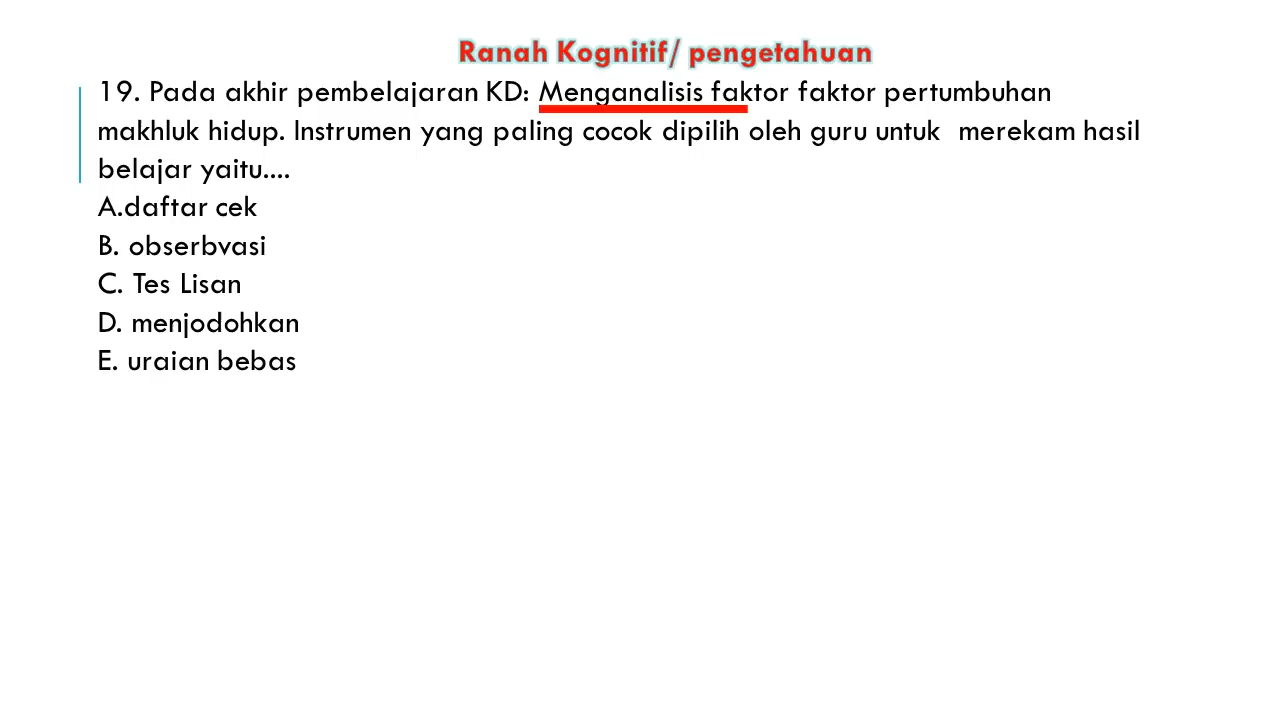 Ranah Kognitif/ pengetahuan
19. Pada akhir pembelajaran KD: Menganalisis faktor faktor pertumbuhan
makhluk hidup. Instrumen yang paling cocok dipilih oleh guru untuk  merekam hasil
belajar yaitu....
A.daftar cek
B. obserbvasi
C. Tes Lisan
D. menjodohkan
E. uraian bebas